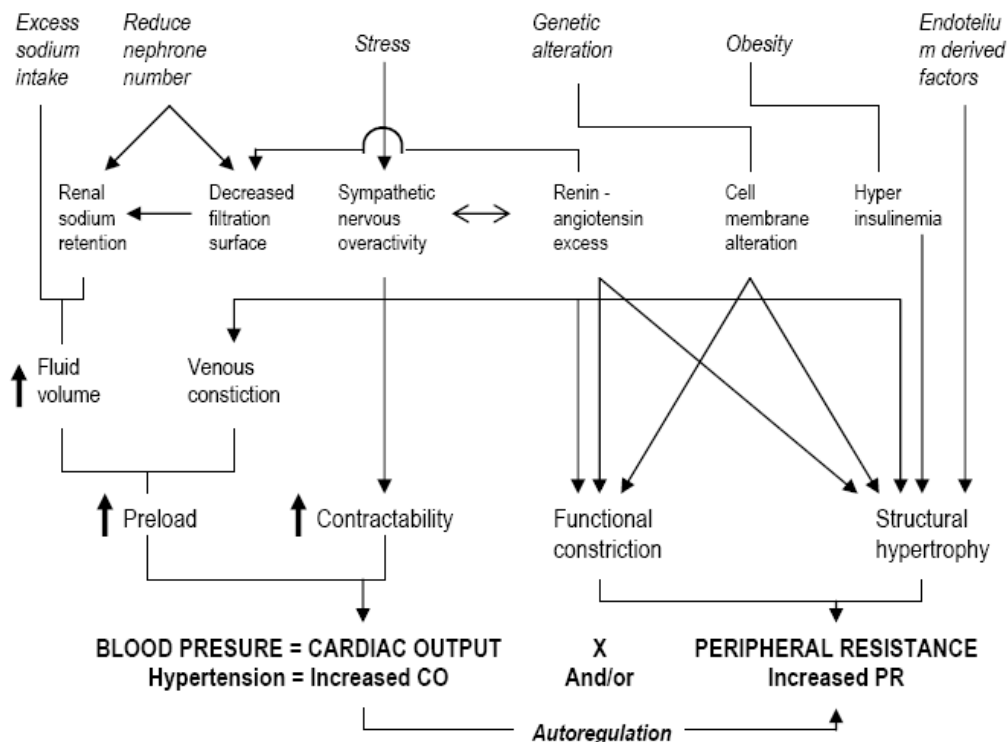 Excess
sodium
intake
Reduce
nephrone
number
Stress
Genetic
alteration
Obesity
Endoteliu
m derived
factors
Renal
sodium
retention
Decreased
filtration
surface
Sympathetic
nervous
overactivity
Renin -
angiotensin
excess
Cell
membrane
alteration
Hyper
insulinemia
Fluid
volume
Venous
constiction
Preload
Contractability
Functional
constriction
Structural
hypertrophy
BLOOD PRESURE = CARDIAC OUTPUT
Hypertension = Increased CO
X
And/or
PERIPHERAL RESISTANCE
Increased PR
Autoregulation